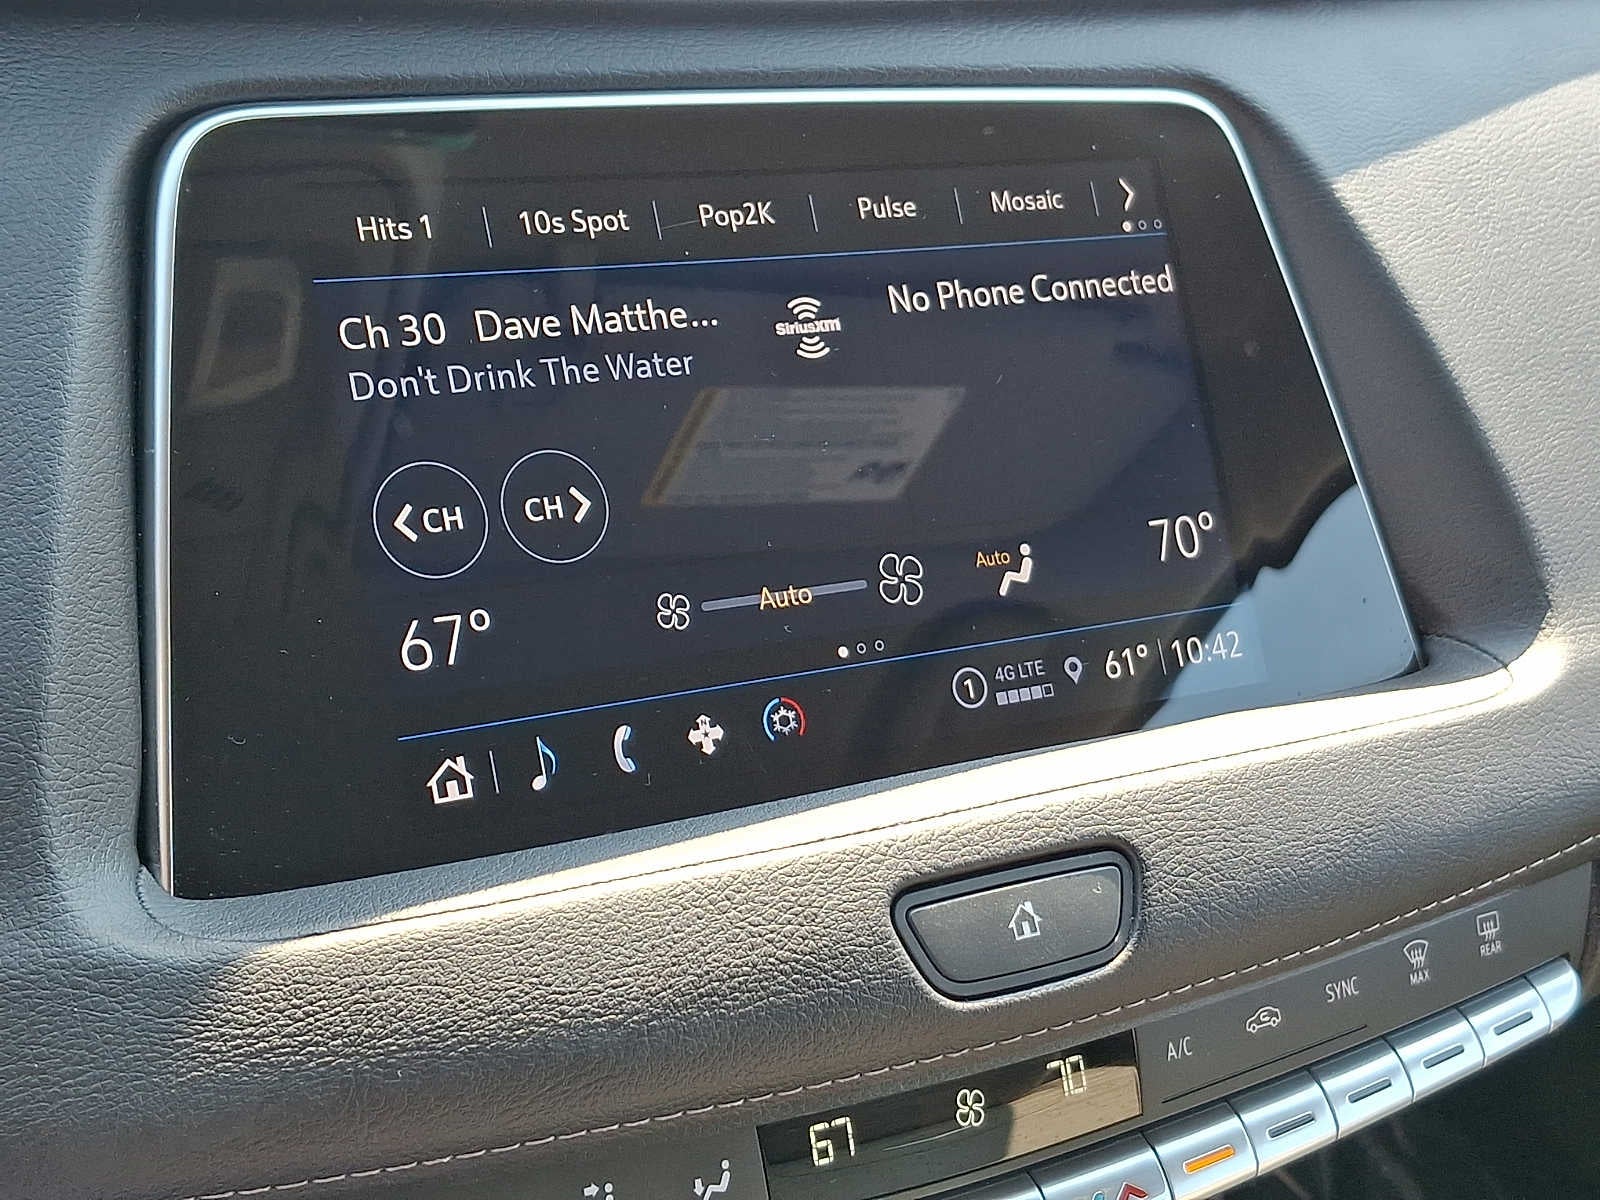 Hits 1 10s Spot Pop2K Pulse Mosaic
Ch 30 Dave Matthe... SiriusXM No Phone Connected
Don't Drink The Water
CH CH
67° Auto Auto 70°
1 4G LTE 61° 10:42
N
A/C SYNC MAX REAR
67 70